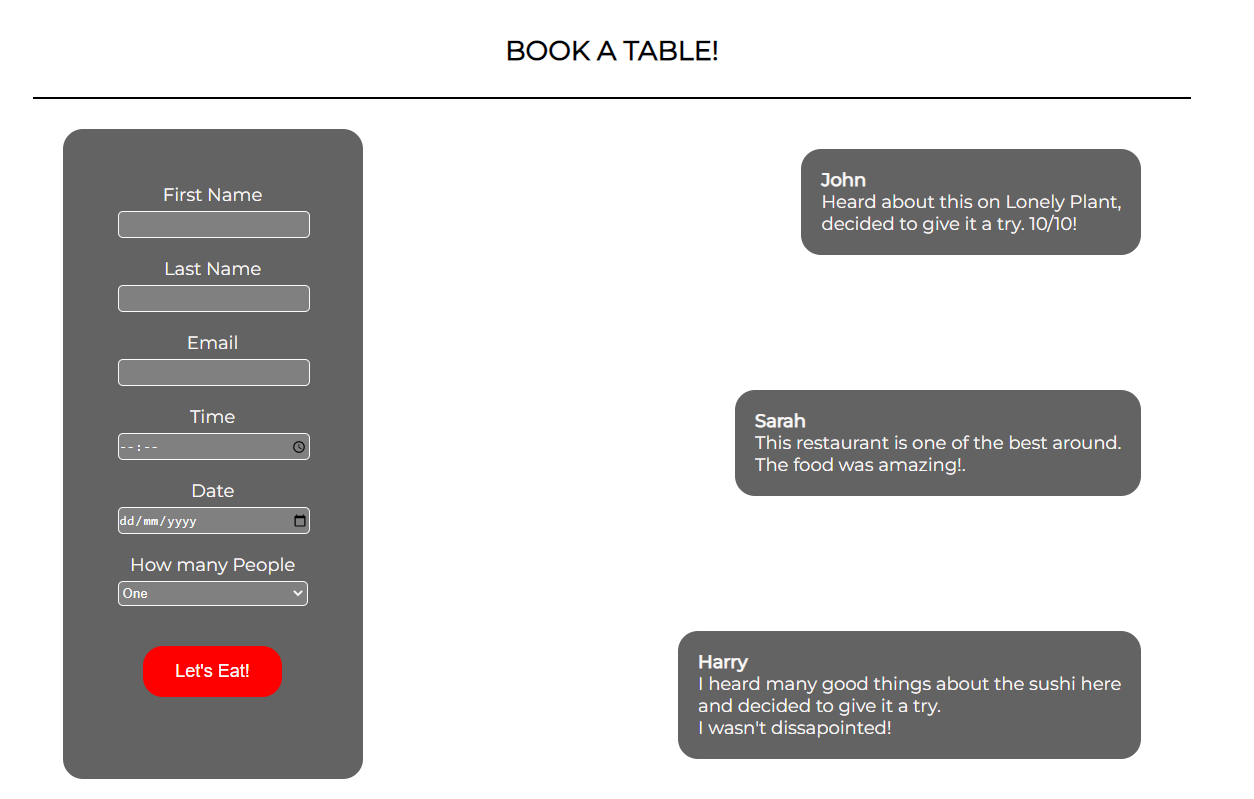 BOOK A TABLE!
First Name
Last Name
Email
Time
--:--
Date
dd/mm/yyyy
How many People
One
Let's Eat!
John
Heard about this on Lonely Plant,
decided to give it a try. 10/10!
Sarah
This restaurant is one of the best around.
The food was amazing!.
Harry
I heard many good things about the sushi here
and decided to give it a try.
I wasn't dissapointed!